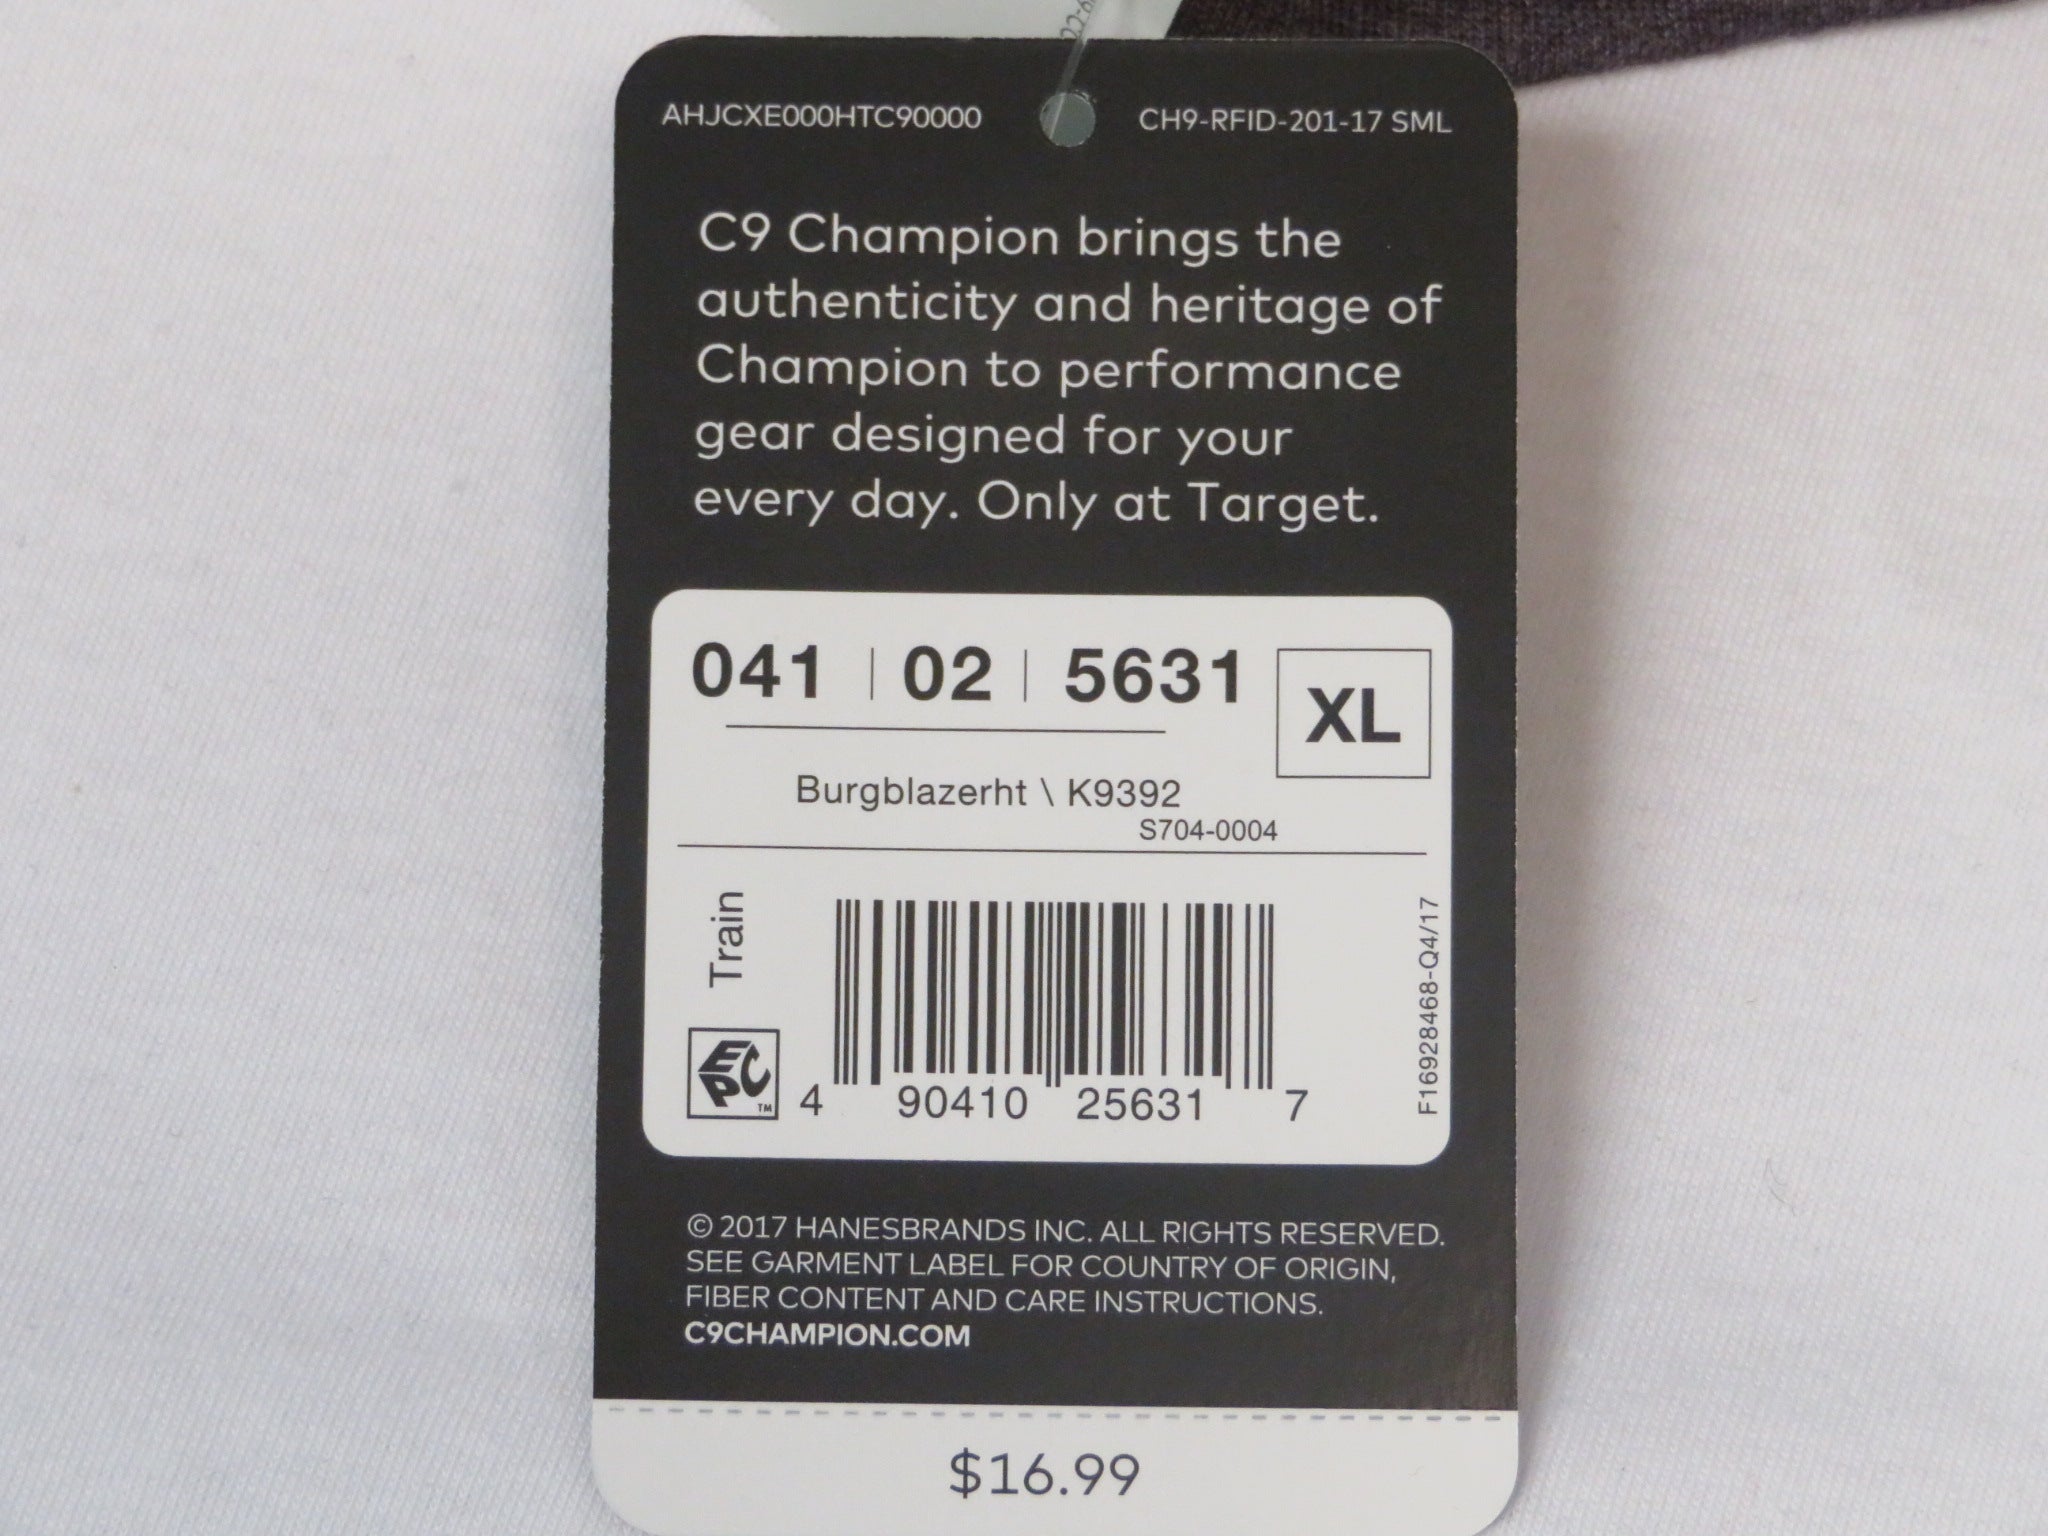 AHJCXE000HTC90000
CH9-RFID-201-17 SML
C9 Champion brings the
authenticity and heritage of
Champion to performance
gear designed for your
every day. Only at Target.
041 | 02 | 5631
XL
Burgblazerht \ K9392
S704-0004
Train
F16928468-Q4/17
EPC TM
4 90410 25631 7
© 2017 HANESBRANDS INC. ALL RIGHTS RESERVED.
SEE GARMENT LABEL FOR COUNTRY OF ORIGIN,
FIBER CONTENT AND CARE INSTRUCTIONS.
C9CHAMPION.COM
$16.99